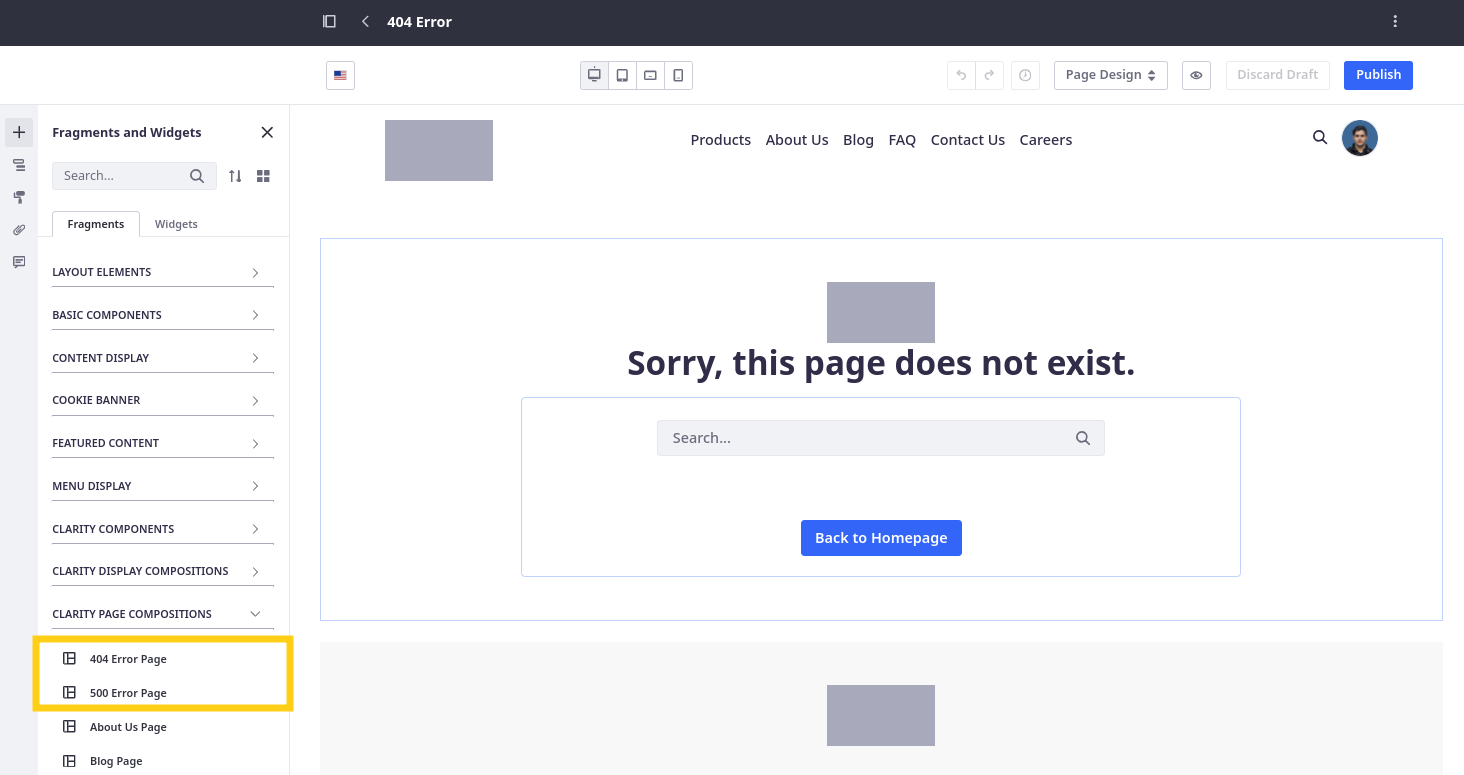 404 Error
Page Design
Discard Draft
Publish
Fragments and Widgets
Search...
Fragments
Widgets
LAYOUT ELEMENTS
BASIC COMPONENTS
CONTENT DISPLAY
COOKIE BANNER
FEATURED CONTENT
MENU DISPLAY
CLARITY COMPONENTS
CLARITY DISPLAY COMPOSITIONS
CLARITY PAGE COMPOSITIONS
404 Error Page
500 Error Page
About Us Page
Blog Page
Products About Us Blog FAQ Contact Us Careers
Sorry, this page does not exist.
Search...
Back to Homepage